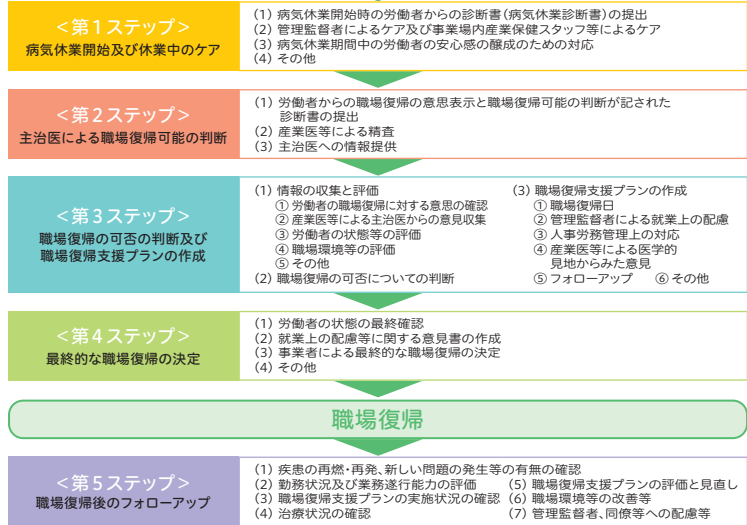 <第1ステップ>
病気休業開始及び休業中のケア
(1) 病気休業開始時の労働者からの診断書(病気休業診断書)の提出
(2) 管理監督者によるケア及び事業場内産業保健スタッフ等によるケア
(3) 病気休業期間中の労働者の安心感の醸成のための対応
(4) その他
<第2ステップ>
主治医による職場復帰可能の判断
(1) 労働者からの職場復帰の意思表示と職場復帰可能の判断が記された
診断書の提出
(2) 産業医等による精査
(3) 主治医への情報提供
<第3ステップ>
職場復帰の可否の判断及び
職場復帰支援プランの作成
(1) 情報の収集と評価
① 労働者の職場復帰に対する意思の確認
② 産業医等による主治医からの意見収集
③ 労働者の状態等の評価
④ 職場環境等の評価
⑤ その他
(2) 職場復帰の可否についての判断
(3) 職場復帰支援プランの作成
① 職場復帰日
② 管理監督者による就業上の配慮
③ 人事労務管理上の対応
④ 産業医等による医学的
見地からみた意見
⑤ フォローアップ ⑥ その他
<第4ステップ>
最終的な職場復帰の決定
(1) 労働者の状態の最終確認
(2) 就業上の配慮等に関する意見書の作成
(3) 事業者による最終的な職場復帰の決定
(4) その他
職場復帰
<第5ステップ>
職場復帰後のフォローアップ
(1) 疾患の再燃・再発、新しい問題の発生等の有無の確認
(2) 勤務状況及び業務遂行能力の評価
(3) 職場復帰支援プランの実施状況の確認
(4) 治療状況の確認
(5) 職場復帰支援プランの評価と見直し
(6) 職場環境等の改善等
(7) 管理監督者、同僚等への配慮等